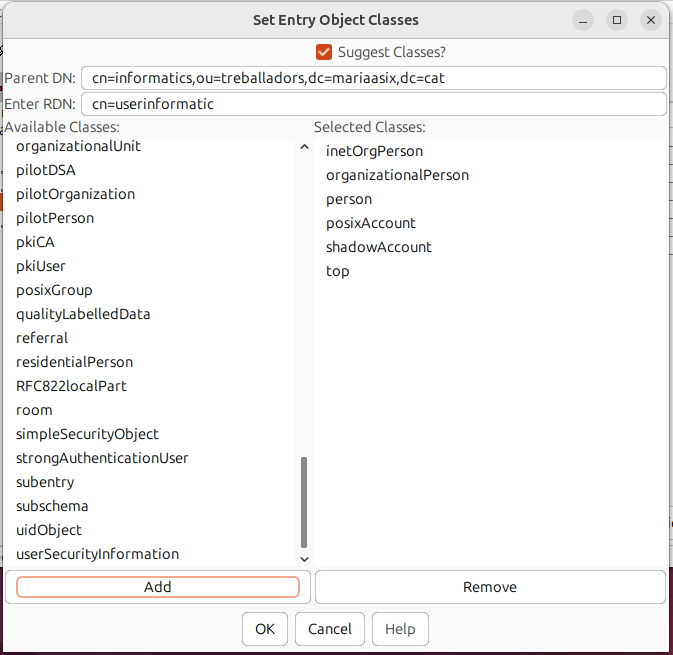 Set Entry Object Classes
Suggest Classes?
Parent DN: cn=informatics,ou=treballadors,dc=mariaasix,dc=cat
Enter RDN: cn=userinformatic
Available Classes:
organizationalUnit
pilotDSA
pilotOrganization
pilotPerson
pkiCA
pkiUser
posixGroup
qualityLabelledData
referral
residentialPerson
RFC822localPart
room
simpleSecurityObject
strongAuthenticationUser
subentry
subschema
uidObject
userSecurityInformation
Selected Classes:
inetOrgPerson
organizationalPerson
person
posixAccount
shadowAccount
top
Add
Remove
OK
Cancel
Help